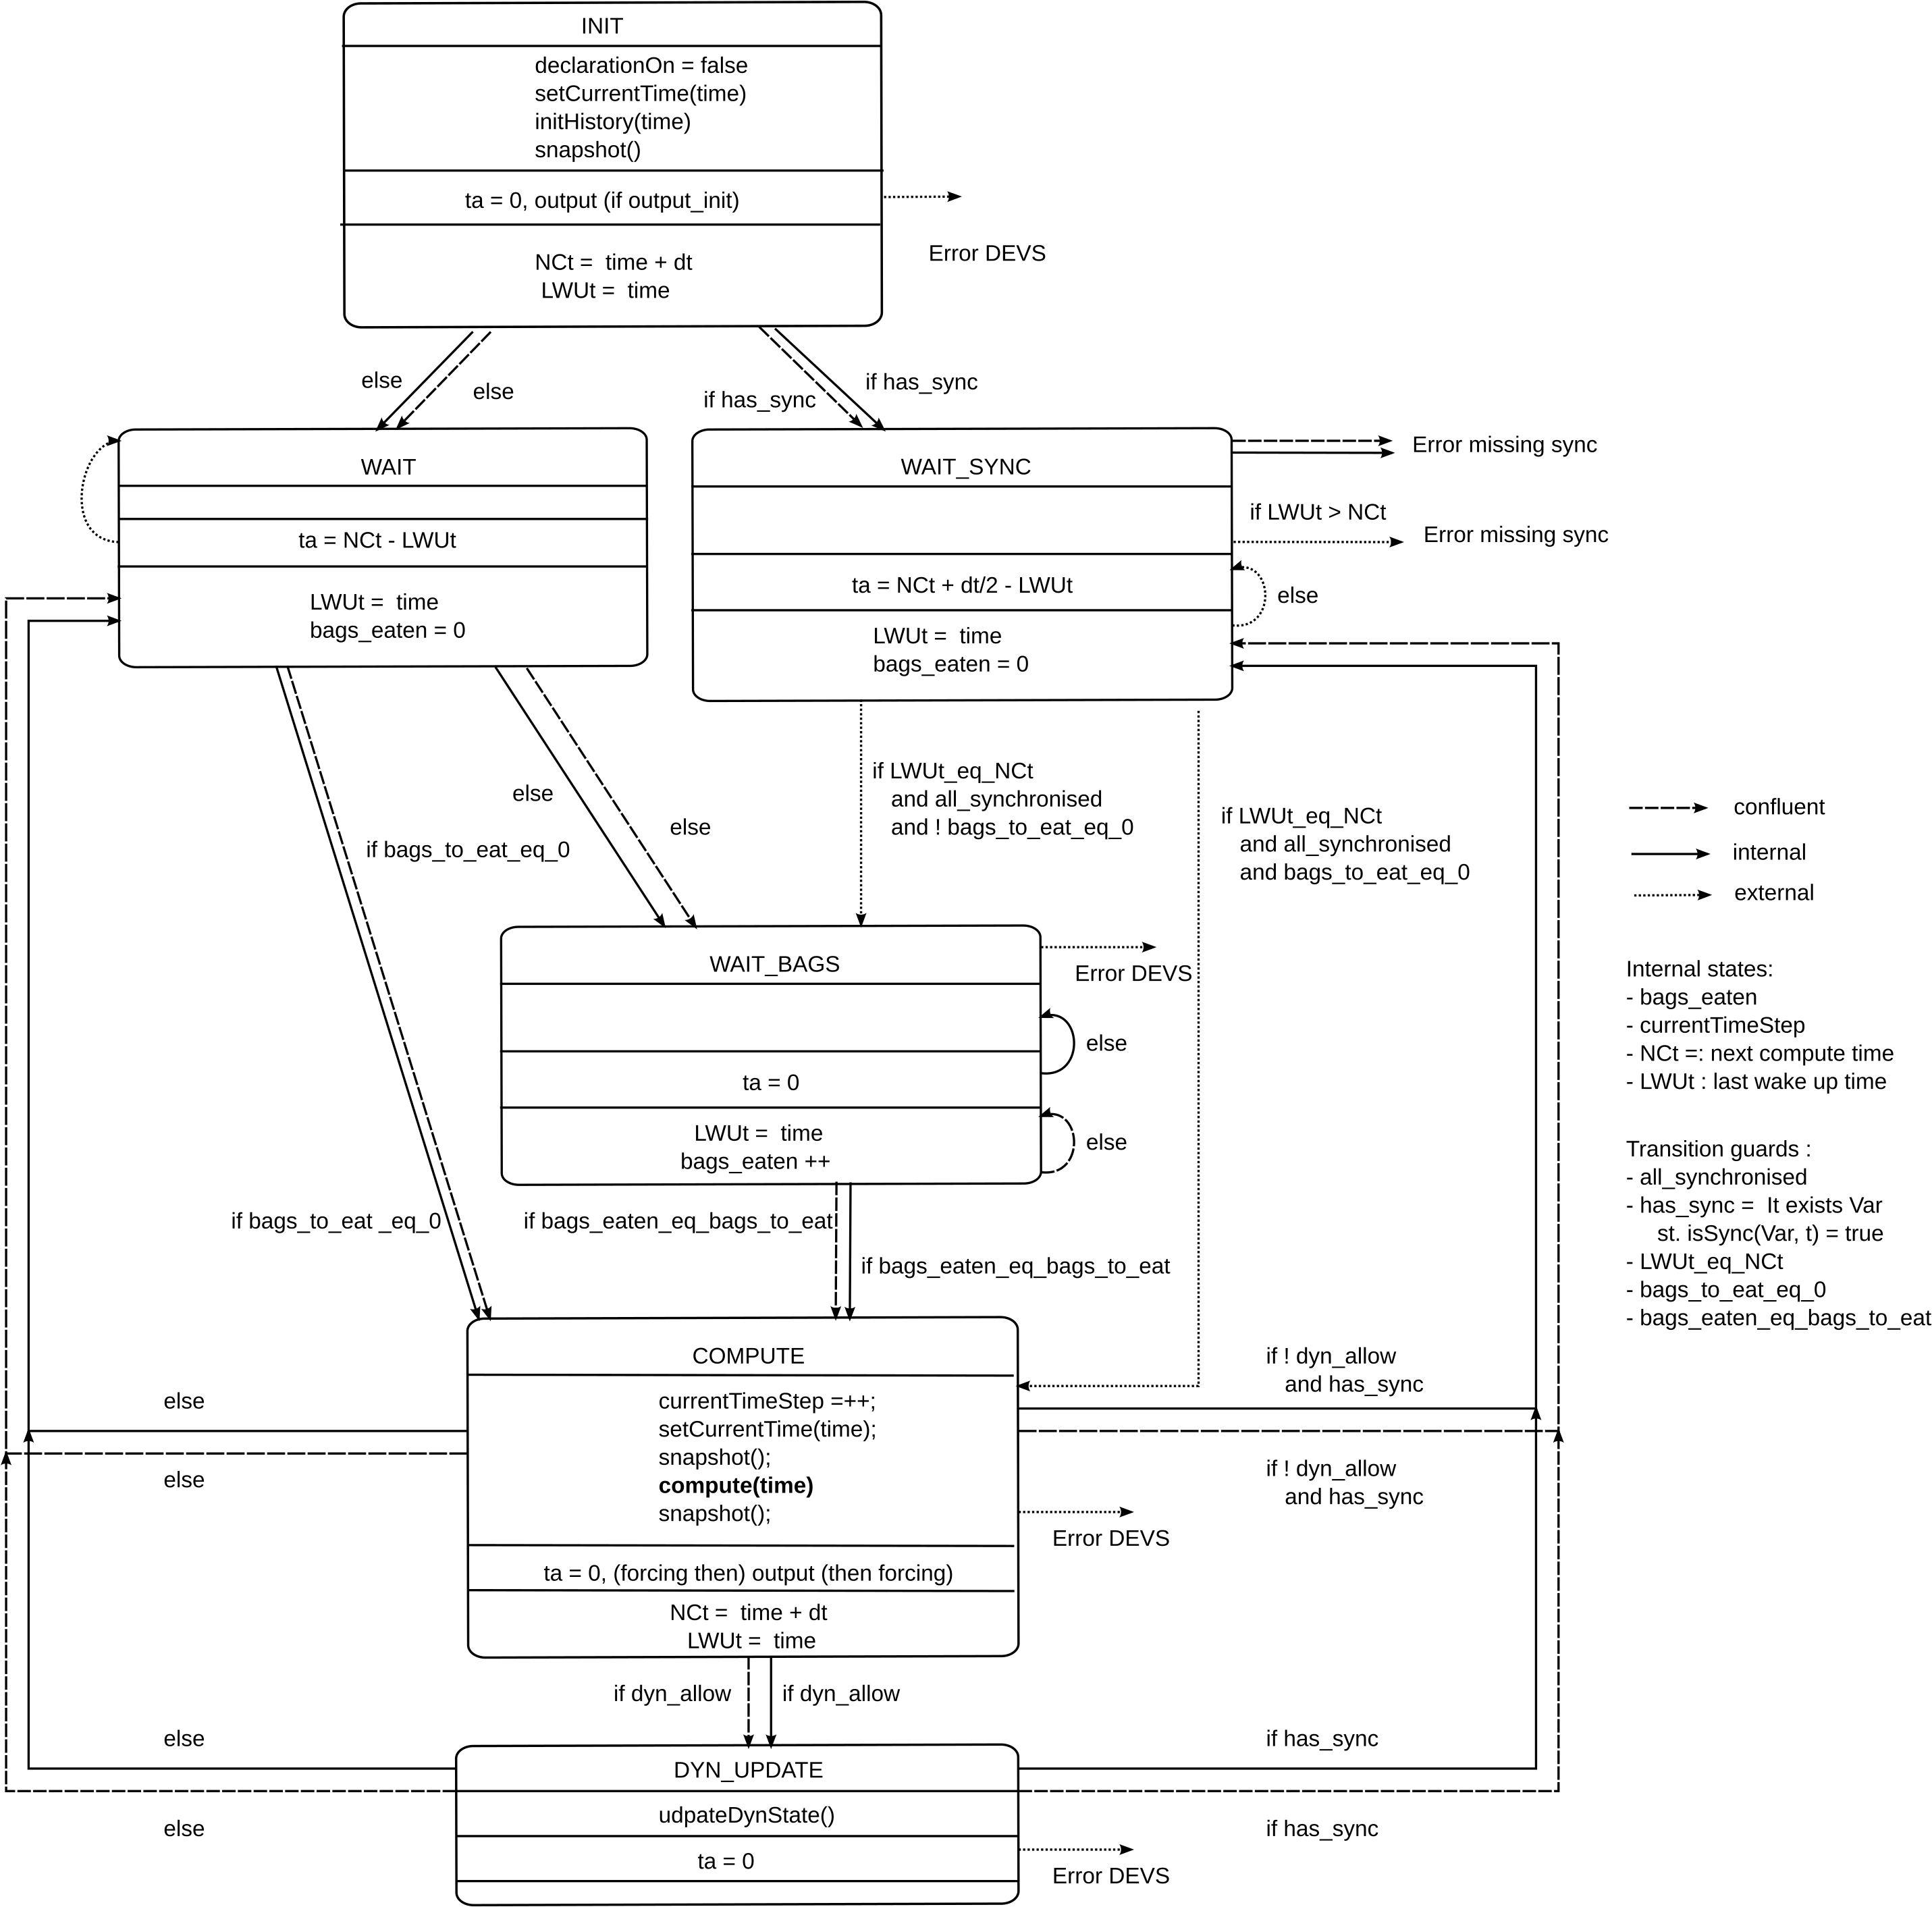 INIT
declarationOn = false
setCurrentTime(time)
initHistory(time)
snapshot()
ta = 0, output (if output_init)
Error DEVS
NCt =  time + dt
LWUt =  time
else
else
if has_sync
if has_sync
WAIT
ta = NCt - LWUt
LWUt =  time
bags_eaten = 0
WAIT_SYNC
ta = NCt + dt/2 - LWUt
LWUt =  time
bags_eaten = 0
Error missing sync
if LWUt > NCt
Error missing sync
else
else
else
if bags_to_eat_eq_0
if LWUt_eq_NCt
and all_synchronised
and ! bags_to_eat_eq_0
if LWUt_eq_NCt
and all_synchronised
and bags_to_eat_eq_0
confluent
internal
external
Internal states:
- bags_eaten
- currentTimeStep
- NCt =: next compute time
- LWUt : last wake up time
Transition guards :
- all_synchronised
- has_sync =  It exists Var
st. isSync(Var, t) = true
- LWUt_eq_NCt
- bags_to_eat_eq_0
- bags_eaten_eq_bags_to_eat
WAIT_BAGS
ta = 0
LWUt =  time
bags_eaten ++
Error DEVS
else
else
if bags_to_eat _eq_0
if bags_eaten_eq_bags_to_eat
if bags_eaten_eq_bags_to_eat
COMPUTE
currentTimeStep =++;
setCurrentTime(time);
snapshot();
compute(time)
snapshot();
ta = 0, (forcing then) output (then forcing)
NCt =  time + dt
LWUt =  time
else
else
if ! dyn_allow
and has_sync
if ! dyn_allow
and has_sync
Error DEVS
if dyn_allow
if dyn_allow
else
if has_sync
DYN_UPDATE
udpateDynState()
ta = 0
else
if has_sync
Error DEVS